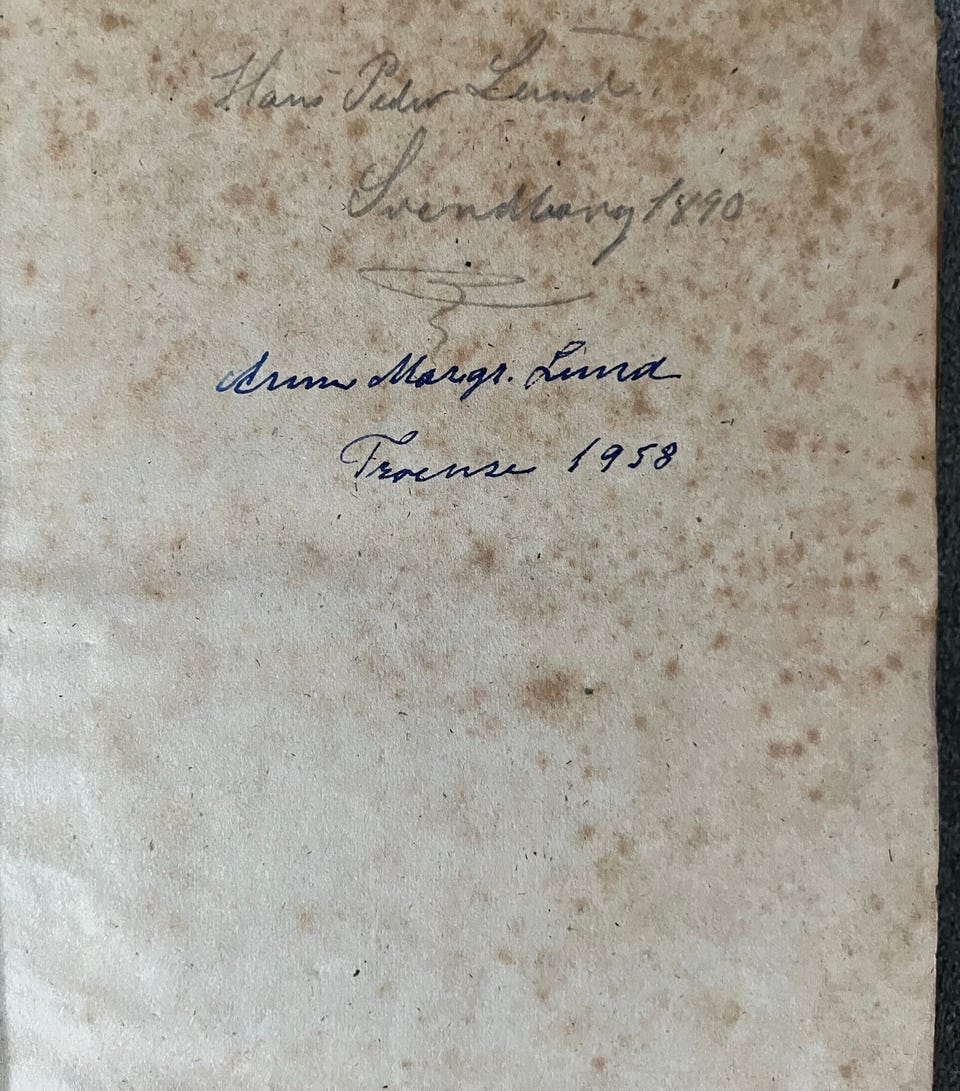 Hans Peder Lund.
Svendborg 1890
Anna Margr. Lund
Troense 1958